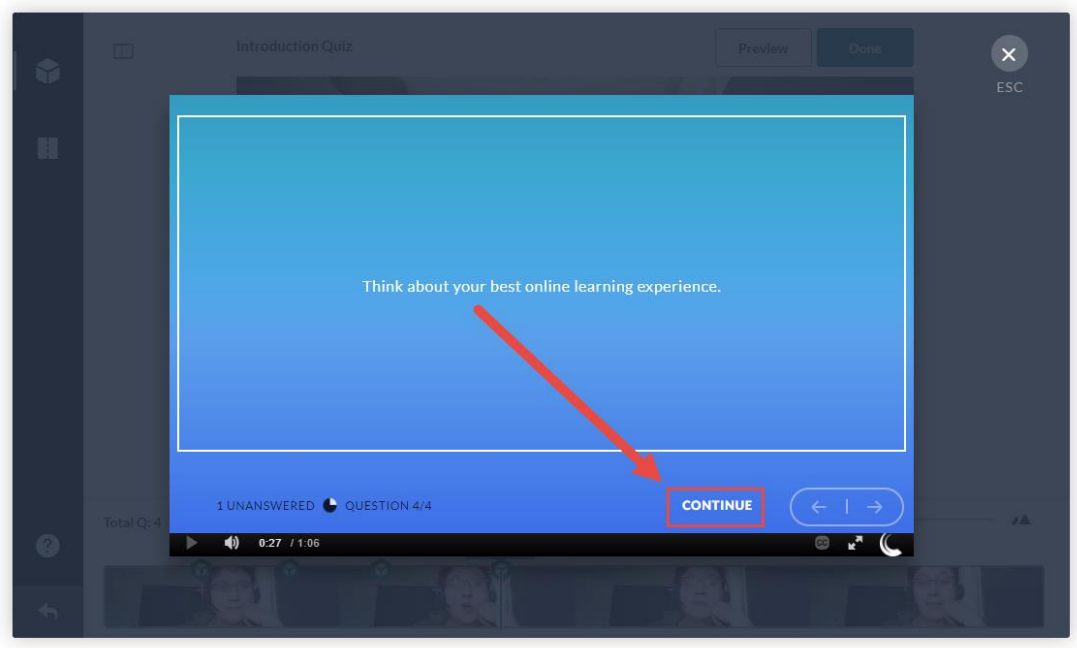 Introduction Quiz
Preview
Done
ESC
Think about your best online learning experience.
1 UNANSWERED QUESTION 4/4
CONTINUE
Total Q: 4
0:27 / 1:06
CC